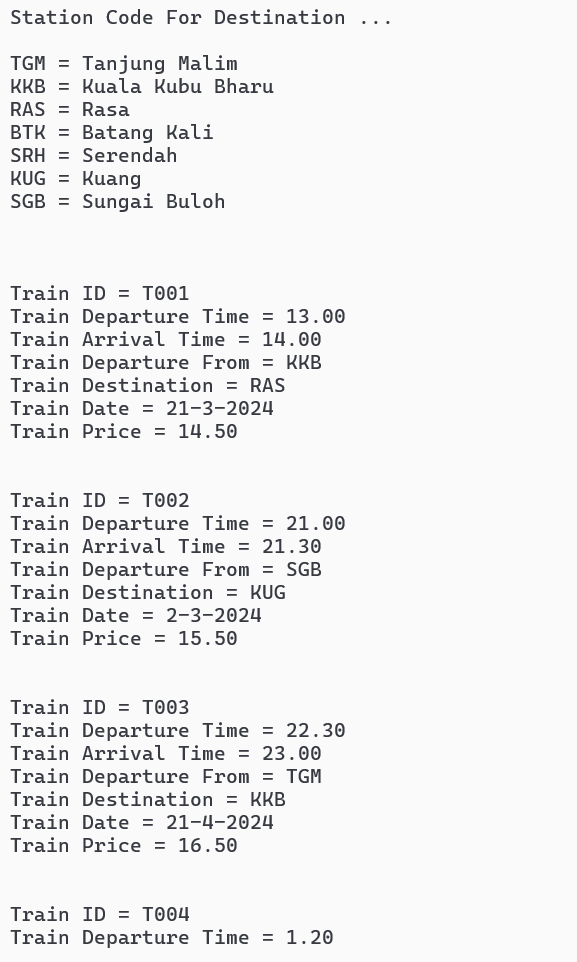 Station Code For Destination ...
TGM = Tanjung Malim
KKB = Kuala Kubu Bharu
RAS = Rasa
BTK = Batang Kali
SRH = Serendah
KUG = Kuang
SGB = Sungai Buloh
Train ID = T001
Train Departure Time = 13.00
Train Arrival Time = 14.00
Train Departure From = KKB
Train Destination = RAS
Train Date = 21-3-2024
Train Price = 14.50
Train ID = T002
Train Departure Time = 21.00
Train Arrival Time = 21.30
Train Departure From = SGB
Train Destination = KUG
Train Date = 2-3-2024
Train Price = 15.50
Train ID = T003
Train Departure Time = 22.30
Train Arrival Time = 23.00
Train Departure From = TGM
Train Destination = KKB
Train Date = 21-4-2024
Train Price = 16.50
Train ID = T004
Train Departure Time = 1.20